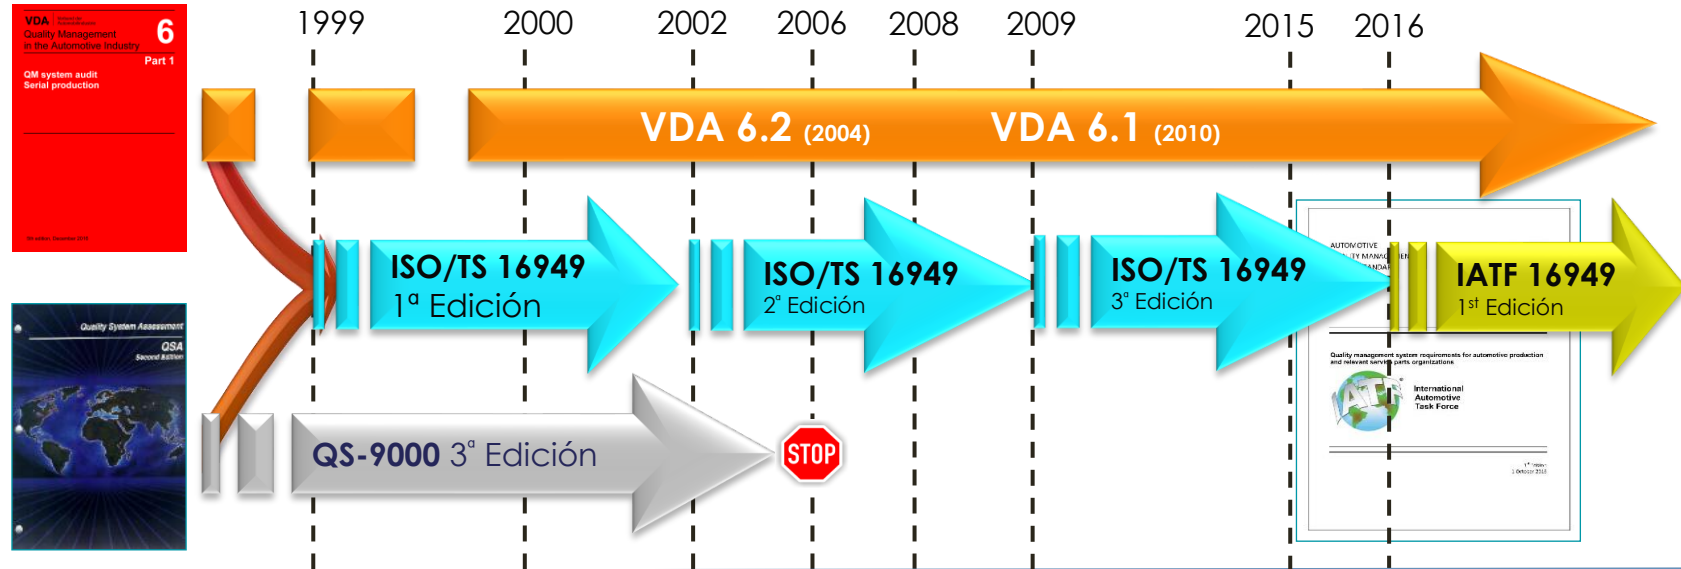 1999 2000 2002 2006 2008 2009 2015 2016
VDA
Quality Management
in the Automotive Industry
6
Part 1
QM system audit
Serial production
VDA 6.2 (2004) VDA 6.1 (2010)
ISO/TS 16949
1ª Edición
ISO/TS 16949
2ª Edición
ISO/TS 16949
3ª Edición
IATF 16949
1st Edición
AUTOMOTIVE
Quality management system requirements for automotive production
and relevant service parts organizations
IATF
International
Automotive
Task Force
Quality System Assessment
QSA
Second Edition
QS-9000 3ª Edición
STOP